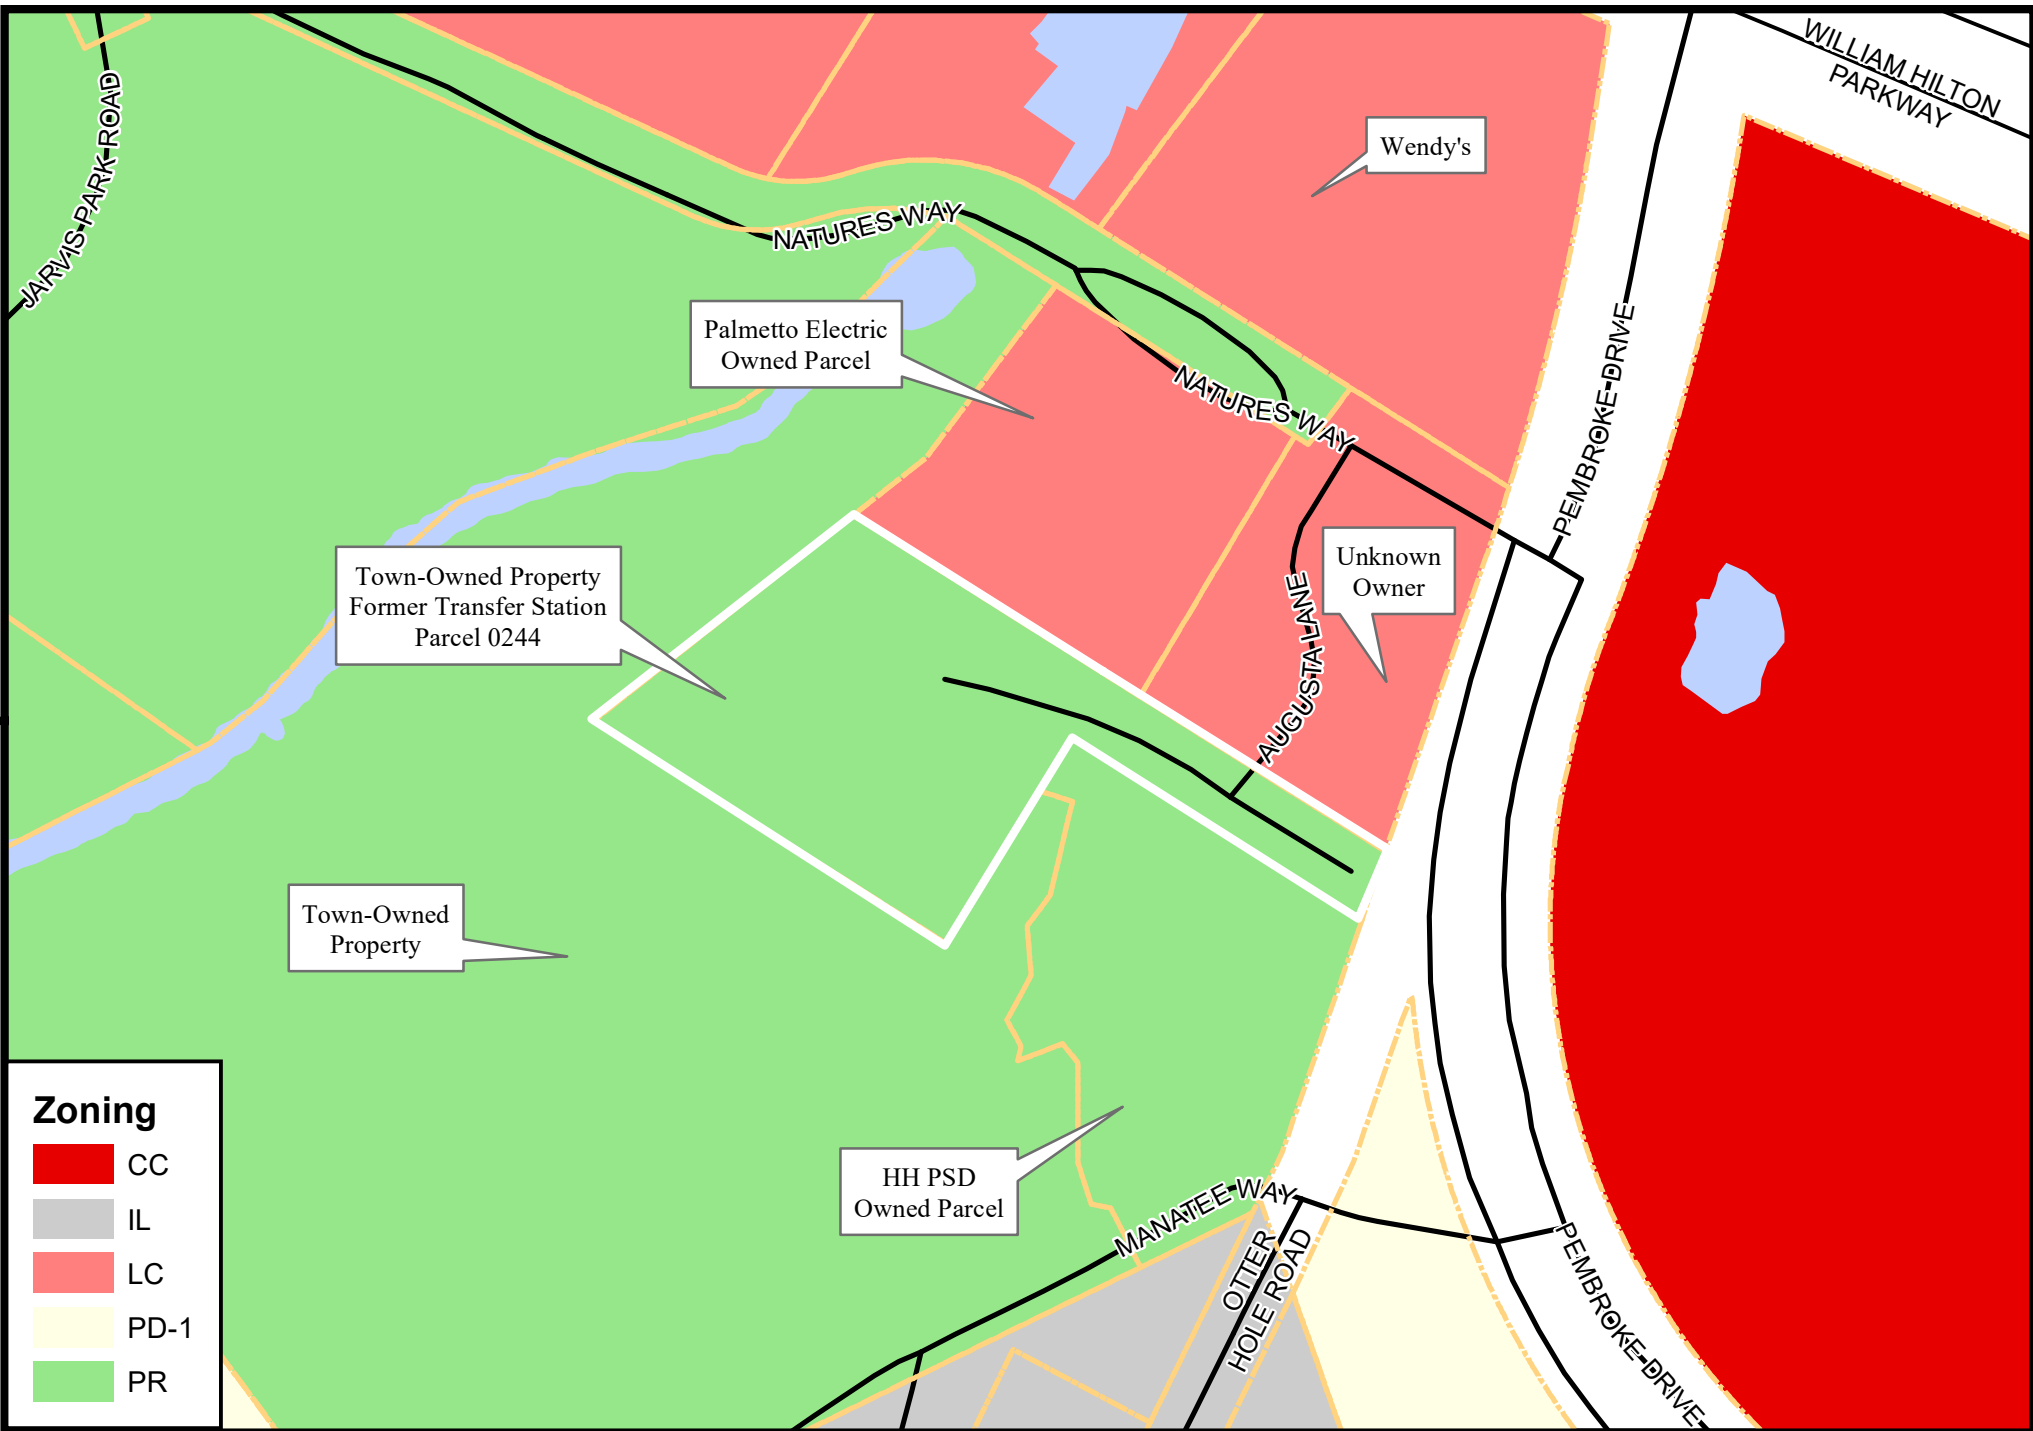 WILLIAM HILTON
PARKWAY
JARVIS PARK ROAD
Wendy's
NATURES WAY
Palmetto Electric
Owned Parcel
NATURES WAY
PEMBROKE DRIVE
Unknown
Owner
Town-Owned Property
Former Transfer Station
Parcel 0244
AUGUSTA LANE
Town-Owned
Property
HH PSD
Owned Parcel
MANATEE WAY
OTTER
HOLE ROAD
PEMBROKE DRIVE
Zoning
CC
IL
LC
PD-1
PR